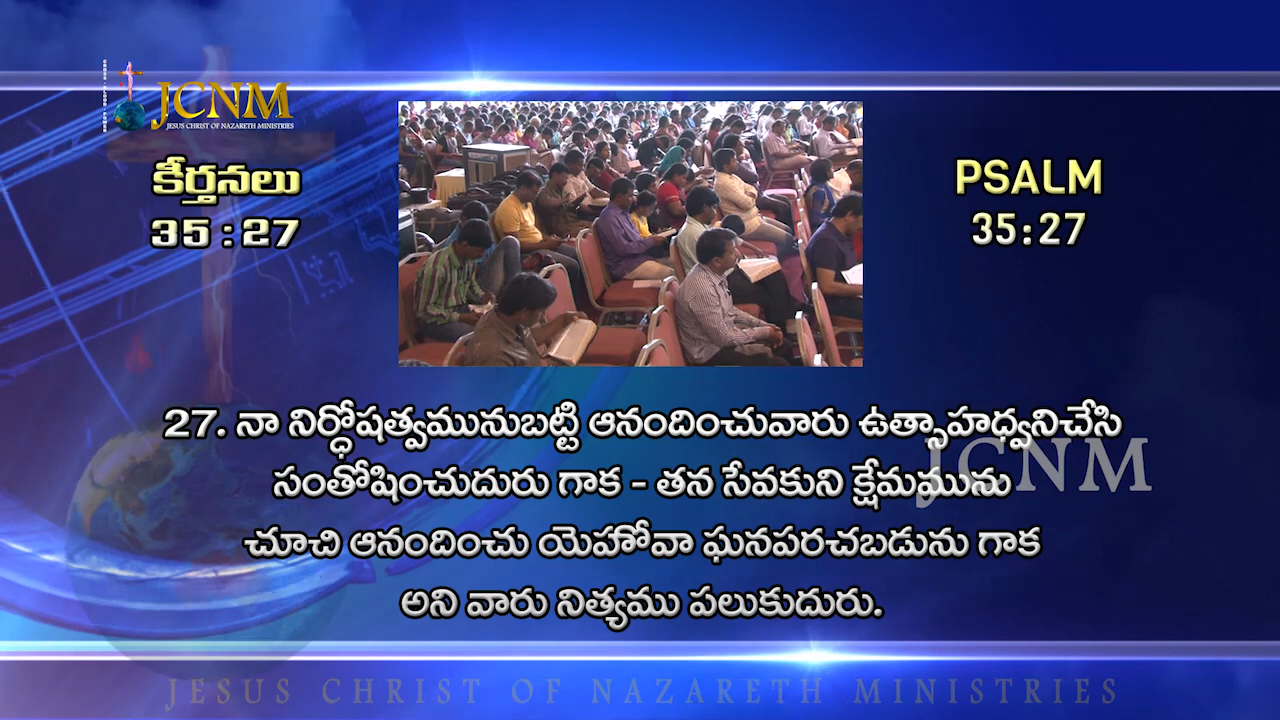 JCNM
JESUS CHRIST OF NAZARETH MINISTRIES
కీర్తనలు
35 : 27
PSALM
35:27
27. నా నిర్ధోషత్వమునుబట్టి ఆనందించువారు ఉత్సాహధ్వనిచేసి
సంతోషించుదురు గాక - తన సేవకుని క్షేమమును
చూచి ఆనందించు యెహోవా ఘనపరచబడును గాక
అని వారు నిత్యము పలుకుదురు.
JCNM
JESUS CHRIST OF NAZARETH MINISTRIES